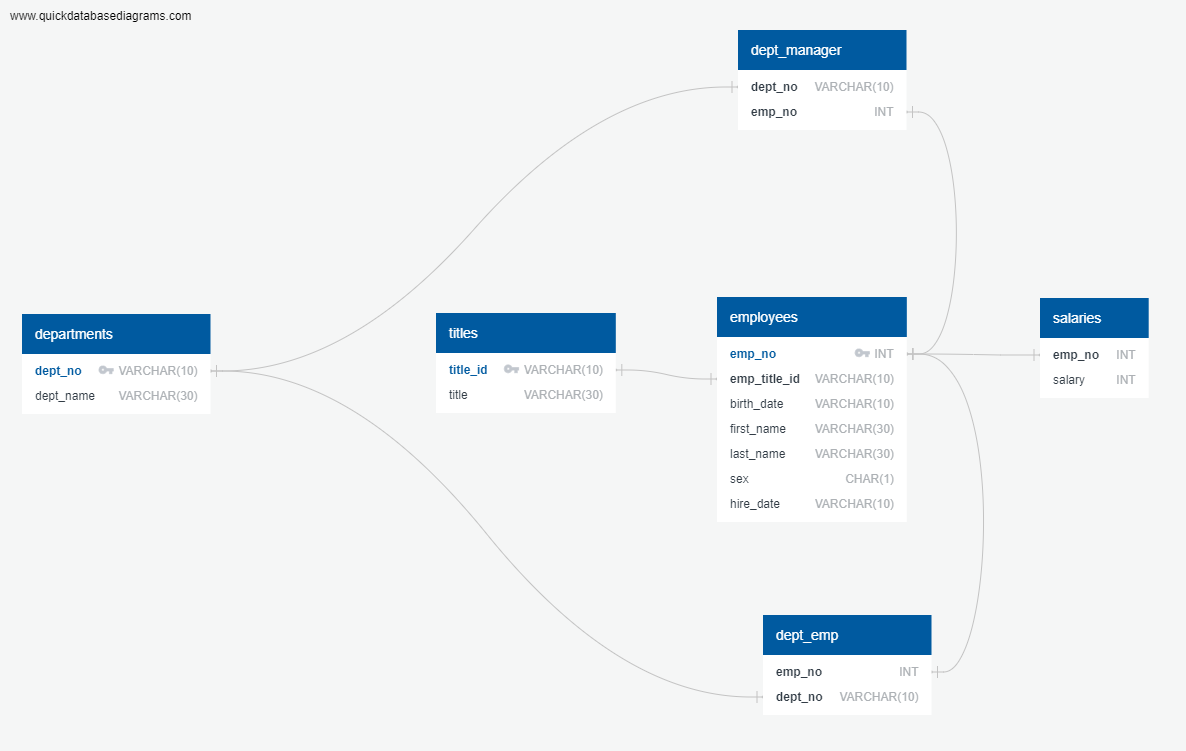 www.quickdatabasediagrams.com
dept_manager
dept_no VARCHAR(10)
emp_no INT
departments
dept_no VARCHAR(10)
dept_name VARCHAR(30)
titles
title_id VARCHAR(10)
title VARCHAR(30)
employees
emp_no INT
emp_title_id VARCHAR(10)
birth_date VARCHAR(10)
first_name VARCHAR(30)
last_name VARCHAR(30)
sex CHAR(1)
hire_date VARCHAR(10)
salaries
emp_no INT
salary INT
dept_emp
emp_no INT
dept_no VARCHAR(10)